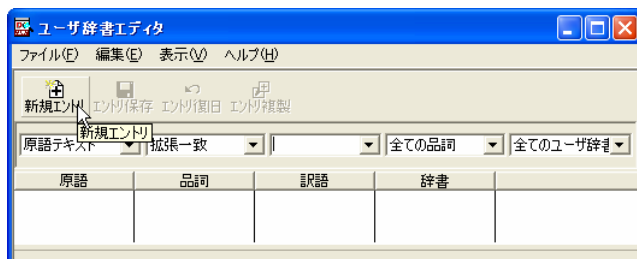 ユーザ辞書エディタ
ファイル(F) 編集(E) 表示(V) ヘルプ(H)
新規エントリ エントリ保存 エントリ復旧 エントリ複製
新規エントリ
原語テキスト 拡張一致 全ての品詞 全てのユーザ辞書
原語 品詞 訳語 辞書